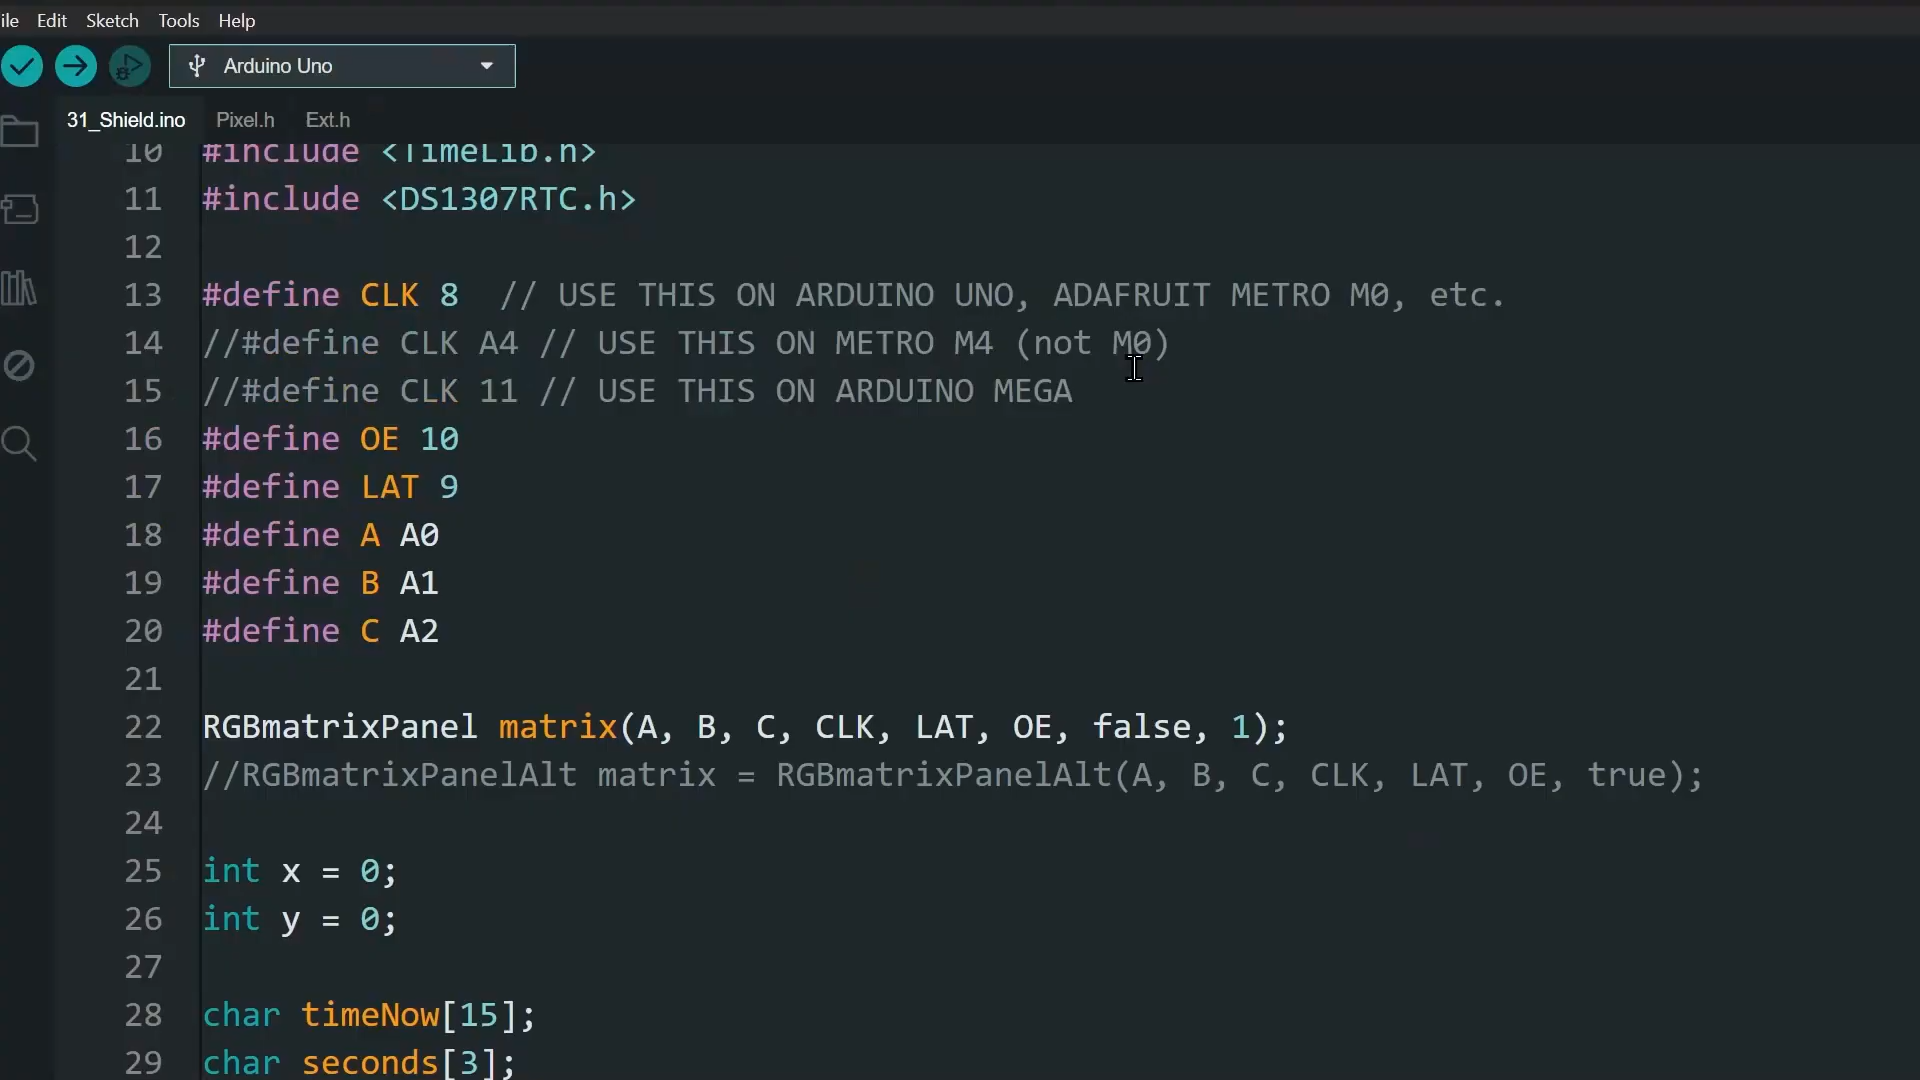 ile Edit Sketch Tools Help
Arduino Uno
31_Shield.ino Pixel.h Ext.h
10 #include <TimeLib.h>
11 #include <DS1307RTC.h>
12
13 #define CLK 8  // USE THIS ON ARDUINO UNO, ADAFRUIT METRO M0, etc.
14 //#define CLK A4 // USE THIS ON METRO M4 (not M0)
15 //#define CLK 11 // USE THIS ON ARDUINO MEGA
16 #define OE 10
17 #define LAT 9
18 #define A A0
19 #define B A1
20 #define C A2
21
22 RGBmatrixPanel matrix(A, B, C, CLK, LAT, OE, false, 1);
23 //RGBmatrixPanelAlt matrix = RGBmatrixPanelAlt(A, B, C, CLK, LAT, OE, true);
24
25 int x = 0;
26 int y = 0;
27
28 char timeNow[15];
29 char seconds[3];